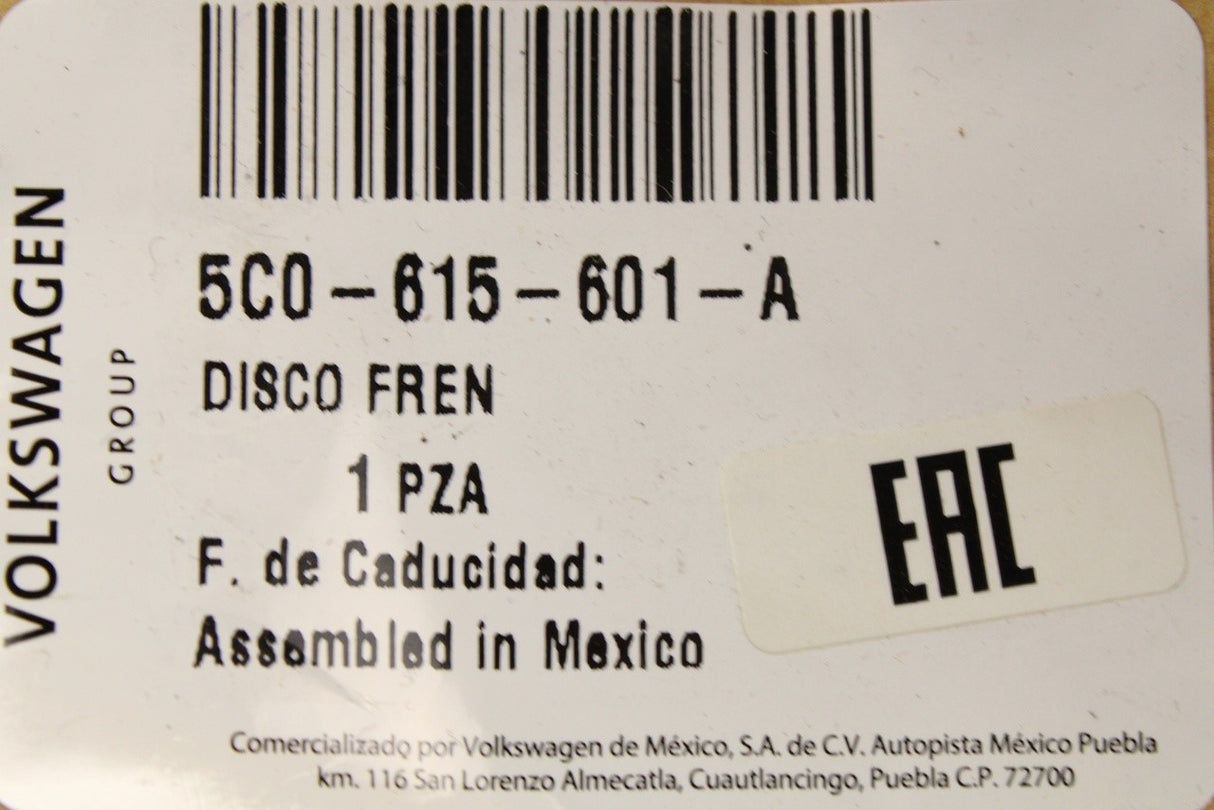 VOLKSWAGEN
GROUP
5C0-615-601-A
DISCO FREN
1 PZA
F. de Caducidad:
Assembled in Mexico
EAC
Comercializado por Volkswagen de México, S.A. de C.V. Autopista México Puebla
km. 116 San Lorenzo Almecatla, Cuautlancingo, Puebla C.P. 72700